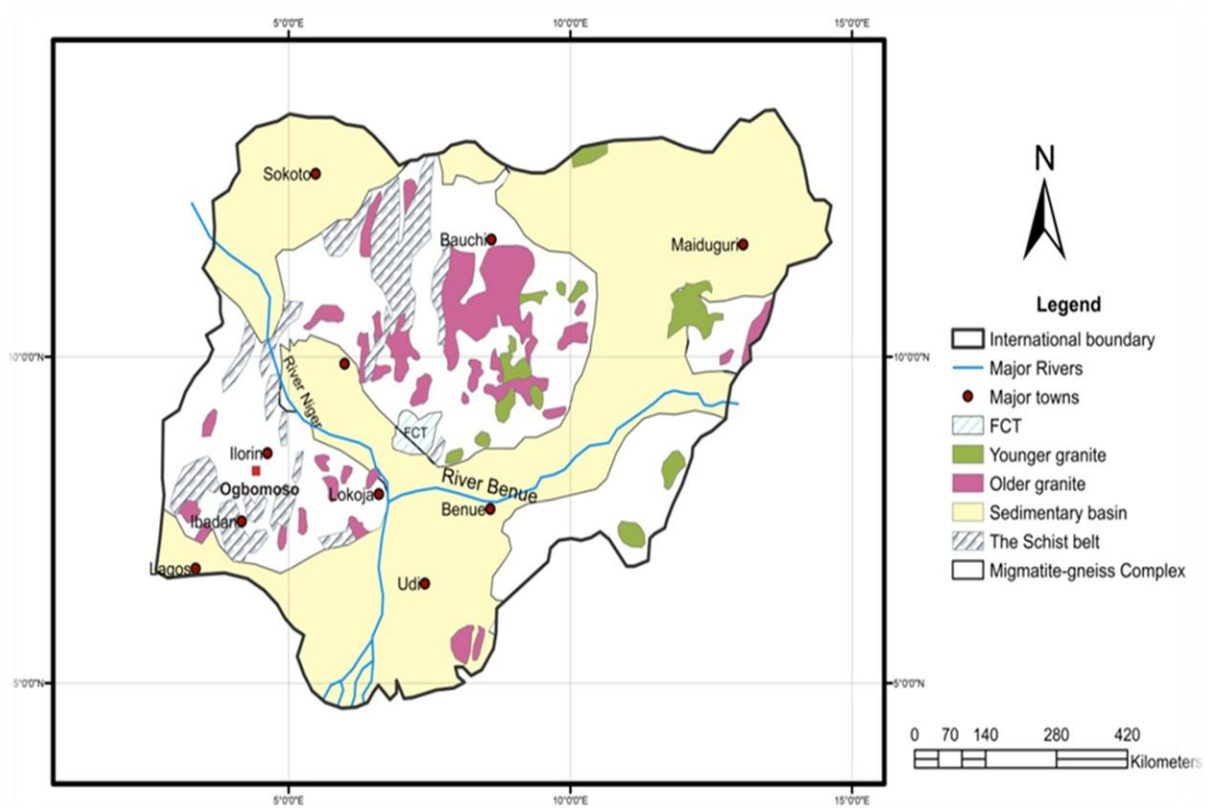 5°0'0"E
10°0'0"E
15°0'0"E
Sokoto
Bauchi
Maiduguri
N
Legend
International boundary
Major Rivers
Major towns
FCT
Younger granite
Older granite
Sedimentary basin
The Schist belt
Migmatite-gneiss Complex
10°0'0"N
10°0'0"N
River Niger
FCT
Ilorin
Ogbomoso
Lokoja
River Benue
Benue
Ibadan
Lagos
Udi
5°0'0"N
5°0'0"N
0 70 140 280 420
Kilometers
5°0'0"E
10°0'0"E
15°0'0"E